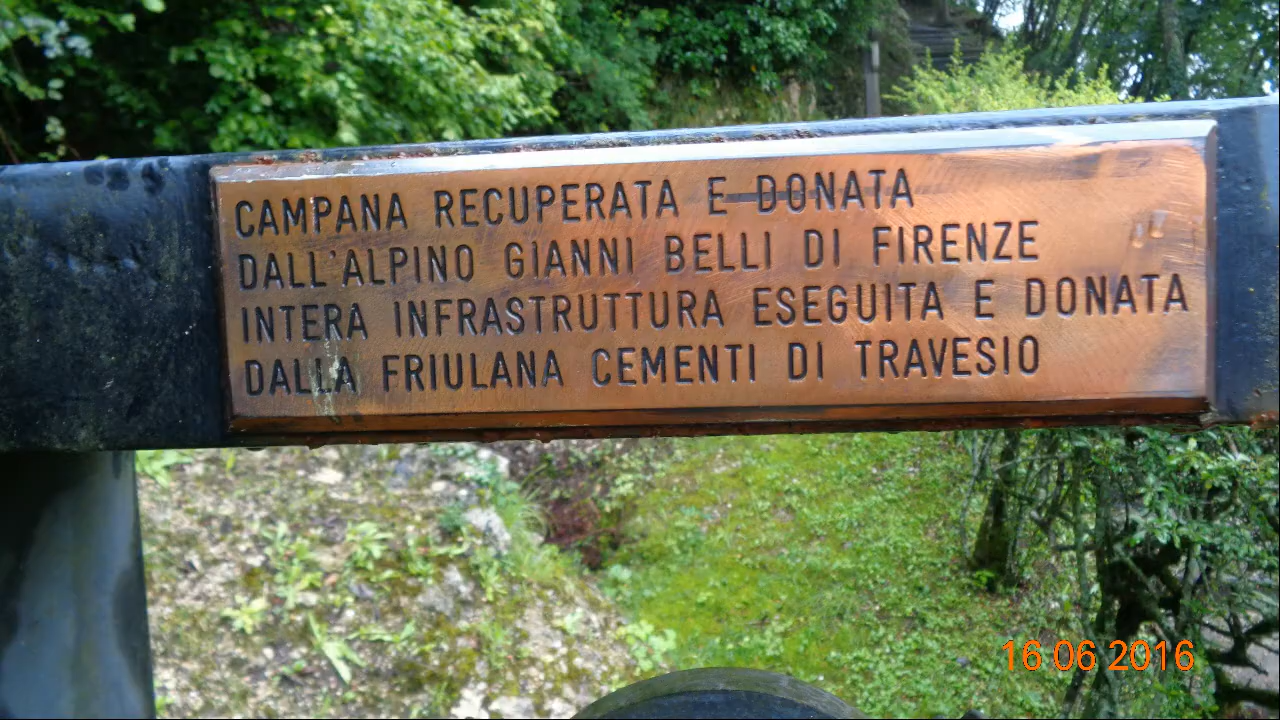 CAMPANA RECUPERATA E DONATA
DALL'ALPINO GIANNI BELLI DI FIRENZE
INTERA INFRASTRUTTURA ESEGUITA E DONATA
DALLA FRIULANA CEMENTI DI TRAVESIO
16 06 2016